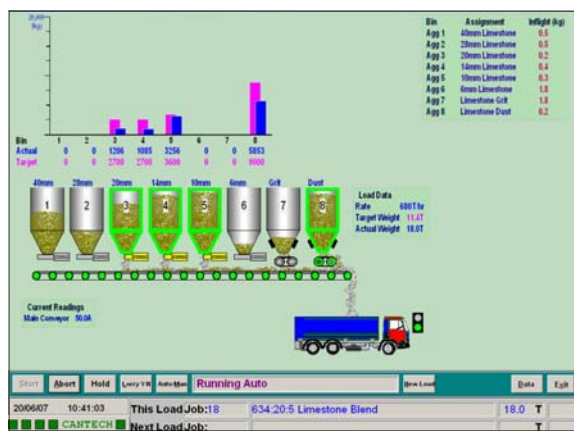 20,000
(kg)
Bin Assignment Inflight (kg)
Agg 1 40mm Limestone 0.5
Agg 2 28mm Limestone 0.5
Agg 3 20mm Limestone 0.2
Agg 4 14mm Limestone 0.4
Agg 5 10mm Limestone 0.3
Agg 6 6mm Limestone 1.8
Agg 7 Limestone Grit 1.8
Agg 8 Limestone Dust 0.2
Bin 1 2 3 4 5 6 7 8
Actual 0 0 1206 1085 3256 0 0 5853
Target 0 0 2700 2700 3600 0 0 9000
40mm 28mm 20mm 14mm 10mm 6mm Grit Dust
1 2 3 4 5 6 7 8
Load Data
Rate 680T/hr
Target Weight 11.4T
Actual Weight 18.0T
Current Readings
Main Conveyor 50.0A
Start Abort Hold Lorry Y/N Auto/Man Running Auto New Load Data Exit
20/06/07 10:41:03 This Load Job: 18 634:20:5 Limestone Blend 18.0 T
CANTECH Next Load Job: T